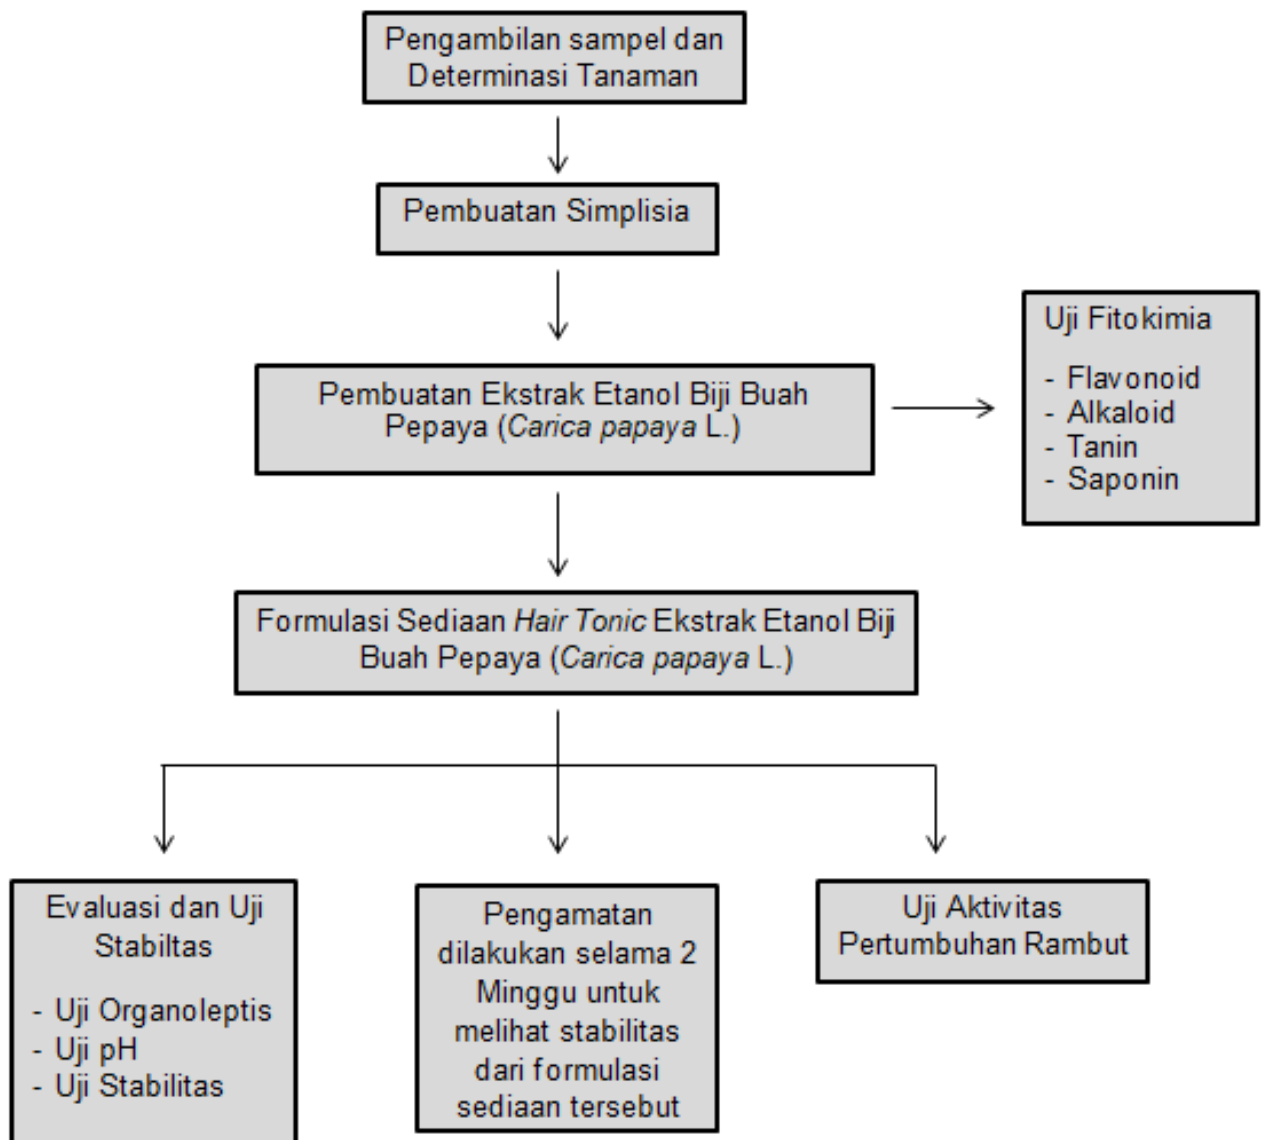 Pengambilan sampel dan
Determinasi Tanaman
Pembuatan Simplisia
Uji Fitokimia
- Flavonoid
- Alkaloid
- Tanin
- Saponin
Pembuatan Ekstrak Etanol Biji Buah
Pepaya (Carica papaya L.)
Formulasi Sediaan Hair Tonic Ekstrak Etanol Biji
Buah Pepaya (Carica papaya L.)
Evaluasi dan Uji
Stabiltas
- Uji Organoleptis
- Uji pH
- Uji Stabilitas
Pengamatan
dilakukan selama 2
Minggu untuk
melihat stabilitas
dari formulasi
sediaan tersebut
Uji Aktivitas
Pertumbuhan Rambut